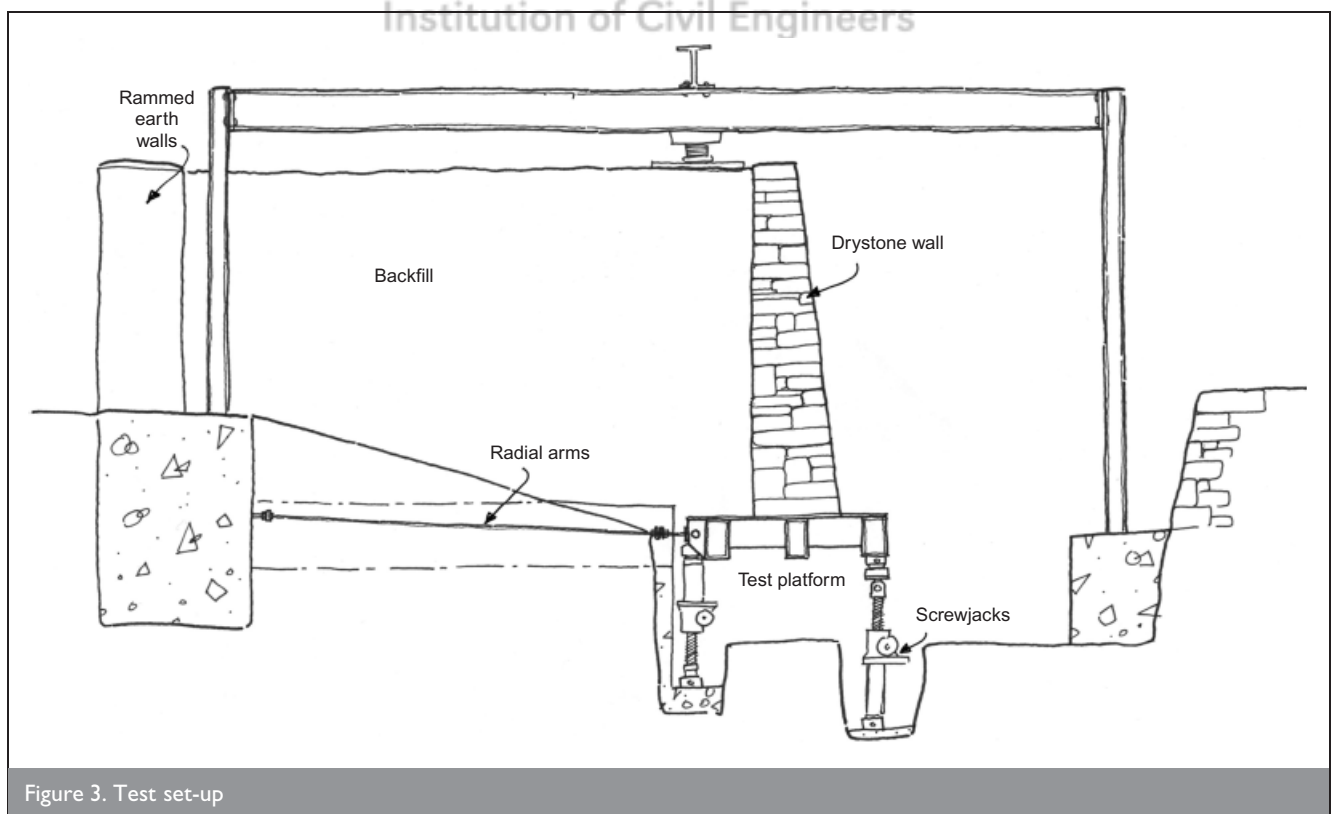 Institution of Civil Engineers
Rammed
earth
walls
Drystone wall
Backfill
Radial arms
Test platform
Screwjacks
Figure 3. Test set-up